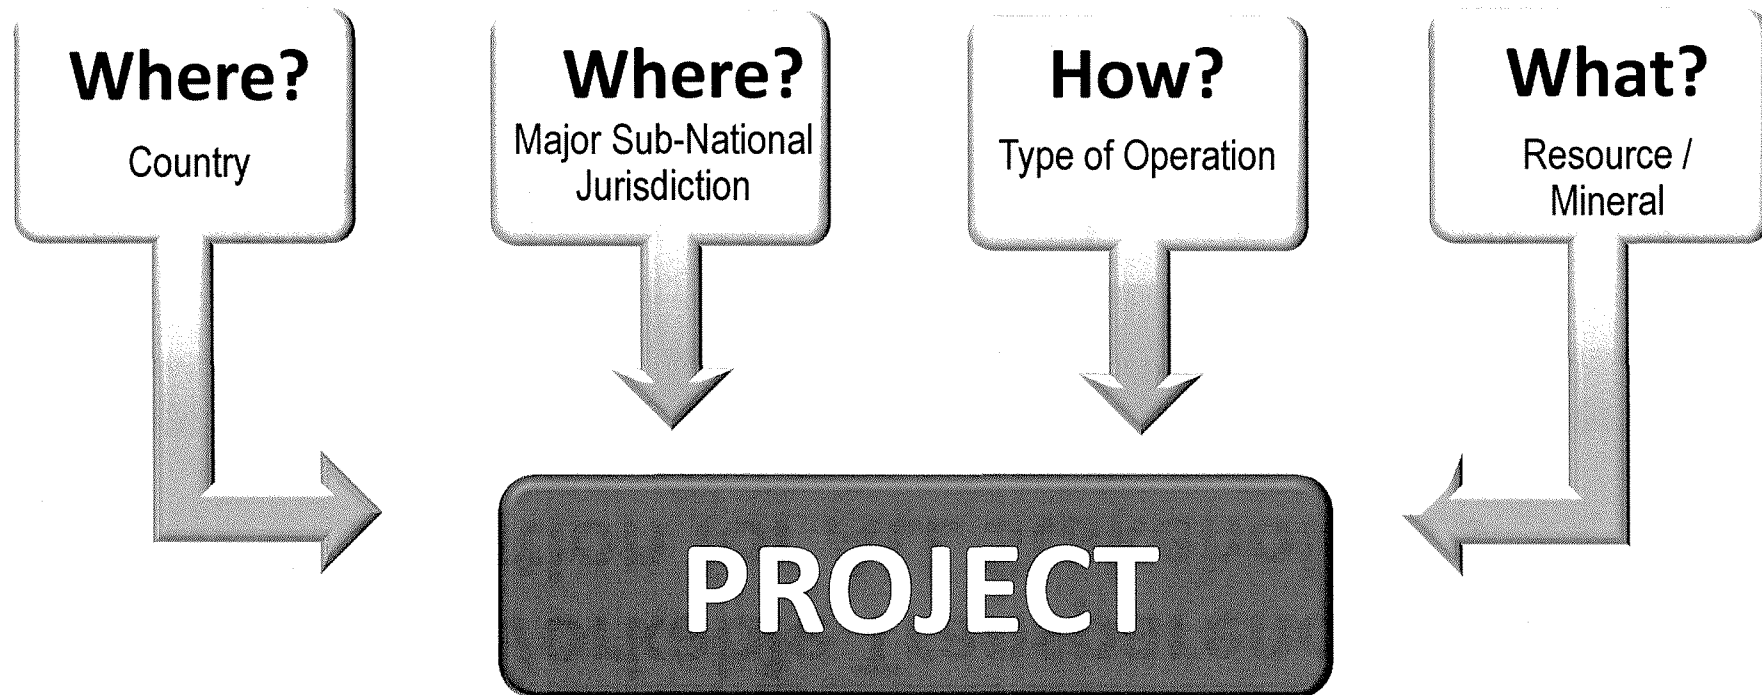 Where?
Country
Where?
Major Sub-National
Jurisdiction
How?
Type of Operation
What?
Resource /
Mineral
PROJECT